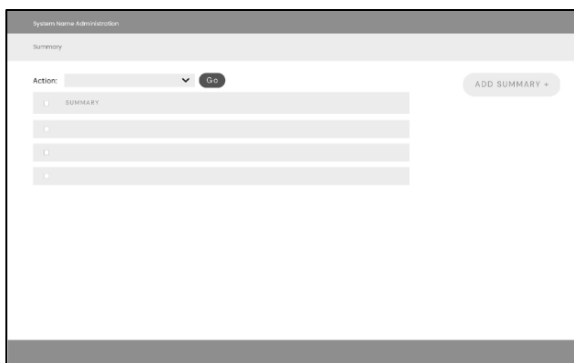 System Name Administration
Summary
Action:
Go
ADD SUMMARY +
SUMMARY